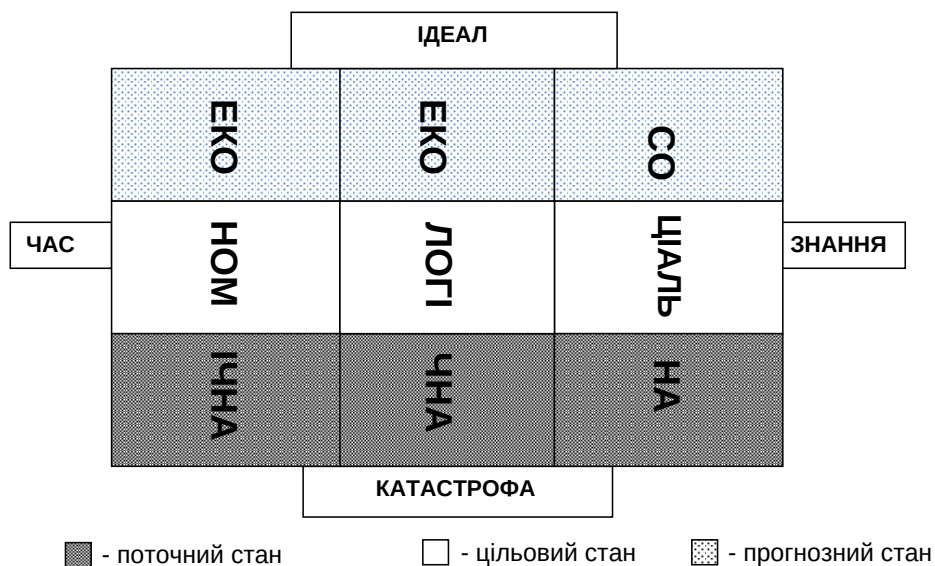 ІДЕАЛ
ЕКО ЕКО СО
ЧАС НОМ ЛОГІ ЦІАЛЬ ЗНАННЯ
ІЧНА ЧНА НА
КАТАСТРОФА
- поточний стан - цільовий стан - прогнозний стан